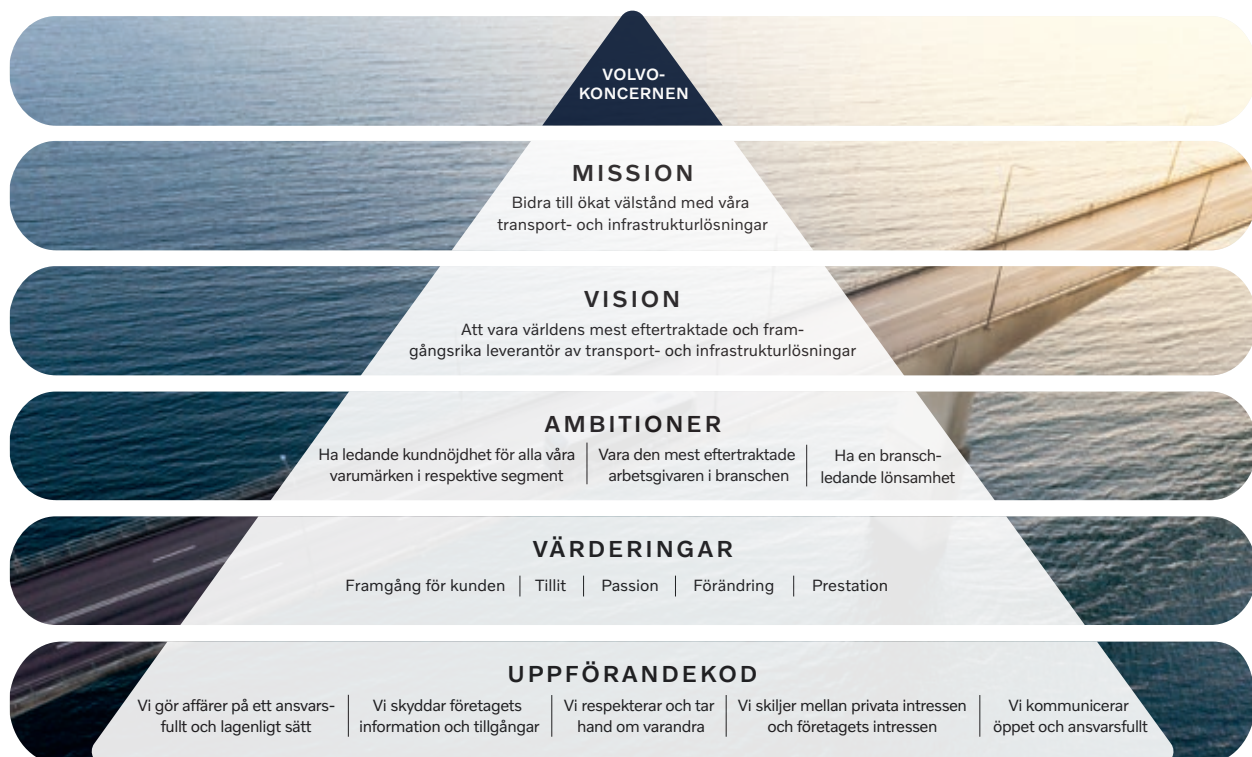 VOLVO-
KONCERNEN
MISSION
Bidra till ökat välstånd med våra
transport- och infrastrukturlösningar
VISION
Att vara världens mest eftertraktade och fram-
gångsrika leverantör av transport- och infrastrukturlösningar
AMBITIONER
Ha ledande kundnöjdhet för alla våra
varumärken i respektive segment
Vara den mest eftertraktade
arbetsgivaren i branschen
Ha en bransch-
ledande lönsamhet
VÄRDERINGAR
Framgång för kunden | Tillit | Passion | Förändring | Prestation
UPPFÖRANDEKOD
Vi gör affärer på ett ansvars-
fullt och lagenligt sätt
Vi skyddar företagets
information och tillgångar
Vi respekterar och tar
hand om varandra
Vi skiljer mellan privata intressen
och företagets intressen
Vi kommunicerar
öppet och ansvarsfullt